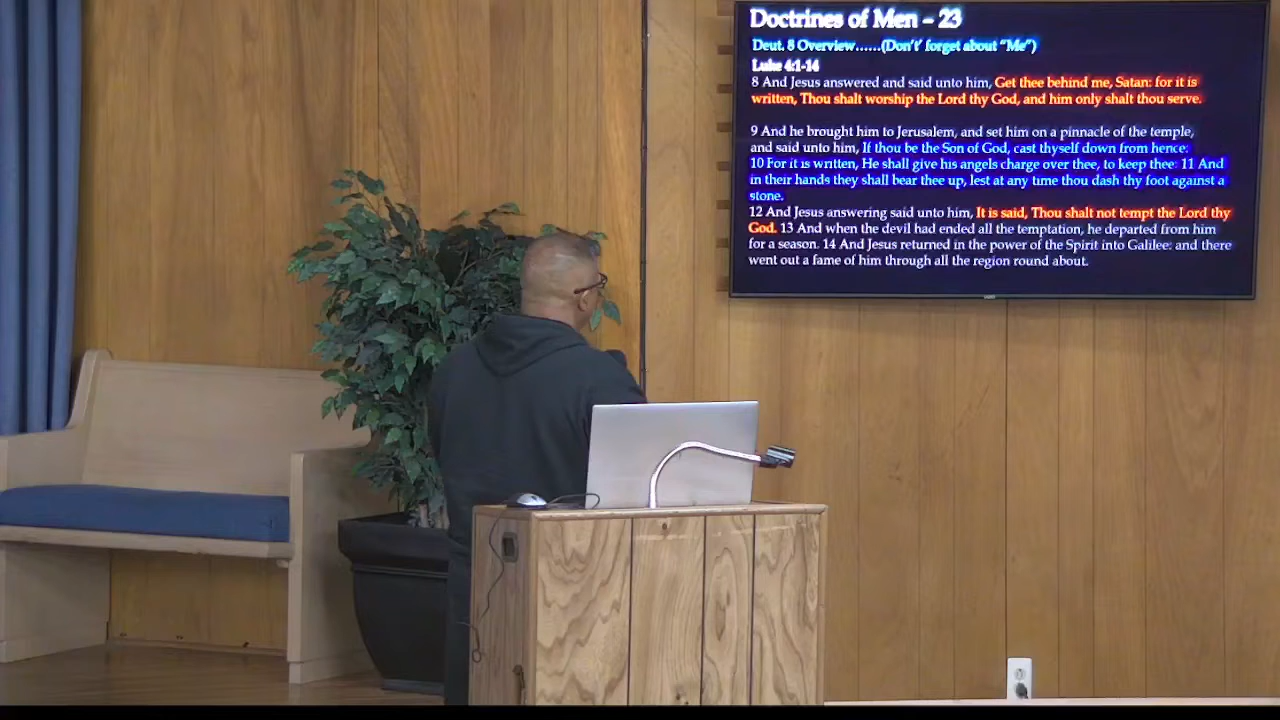 Doctrines of Men – 23
Deut. 8 Overview……(Don't' forget about "Me")
Luke 4:1-14
8 And Jesus answered and said unto him, Get thee behind me, Satan: for it is
written, Thou shalt worship the Lord thy God, and him only shalt thou serve.
9 And he brought him to Jerusalem, and set him on a pinnacle of the temple,
and said unto him, If thou be the Son of God, cast thyself down from hence:
10 For it is written, He shall give his angels charge over thee, to keep thee: 11 And
in their hands they shall bear thee up, lest at any time thou dash thy foot against a
stone.
12 And Jesus answering said unto him, It is said, Thou shalt not tempt the Lord thy
God. 13 And when the devil had ended all the temptation, he departed from him
for a season. 14 And Jesus returned in the power of the Spirit into Galilee: and there
went out a fame of him through all the region round about.